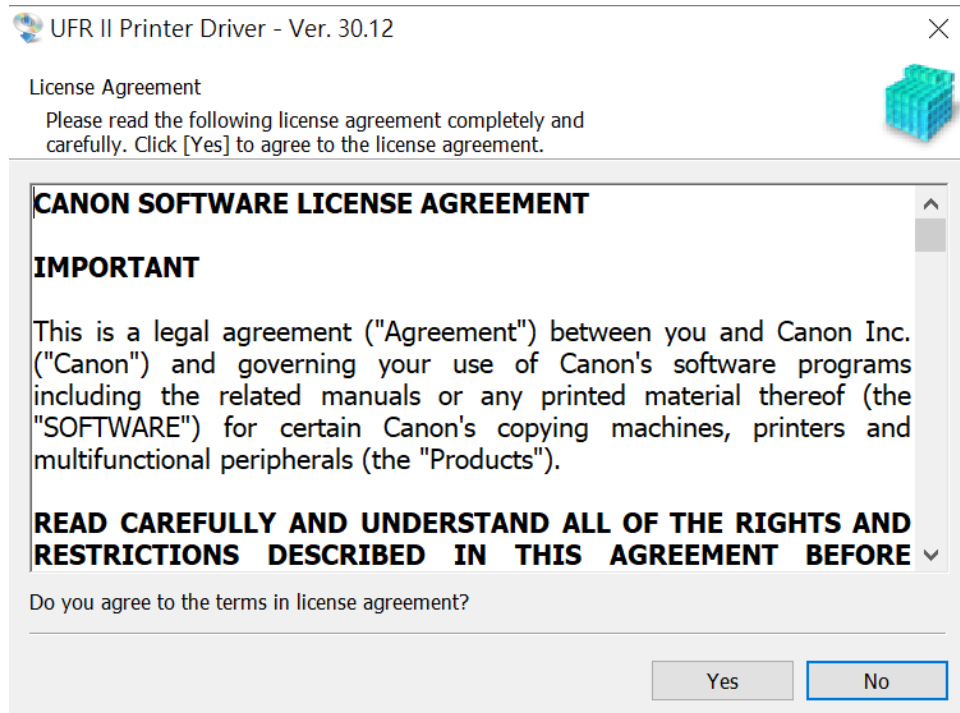 UFR II Printer Driver - Ver. 30.12
License Agreement
Please read the following license agreement completely and
carefully. Click [Yes] to agree to the license agreement.
CANON SOFTWARE LICENSE AGREEMENT
IMPORTANT
This is a legal agreement ("Agreement") between you and Canon Inc.
("Canon") and governing your use of Canon's software programs
including the related manuals or any printed material thereof (the
"SOFTWARE") for certain Canon's copying machines, printers and
multifunctional peripherals (the "Products").
READ CAREFULLY AND UNDERSTAND ALL OF THE RIGHTS AND
RESTRICTIONS DESCRIBED IN THIS AGREEMENT BEFORE
Do you agree to the terms in license agreement?
Yes
No